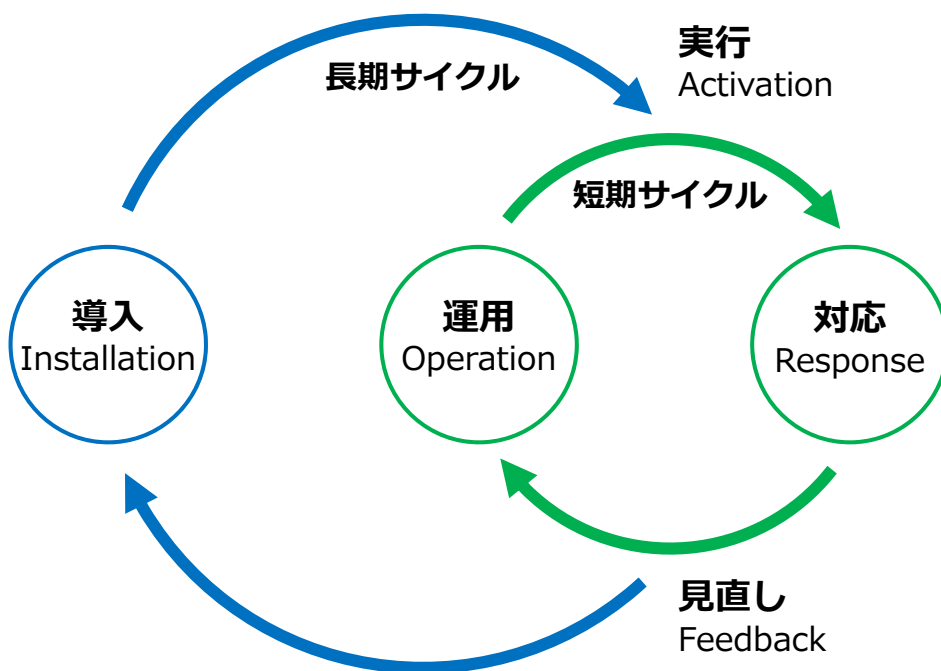 実行
Activation
長期サイクル
短期サイクル
導入
Installation
運用
Operation
対応
Response
見直し
Feedback